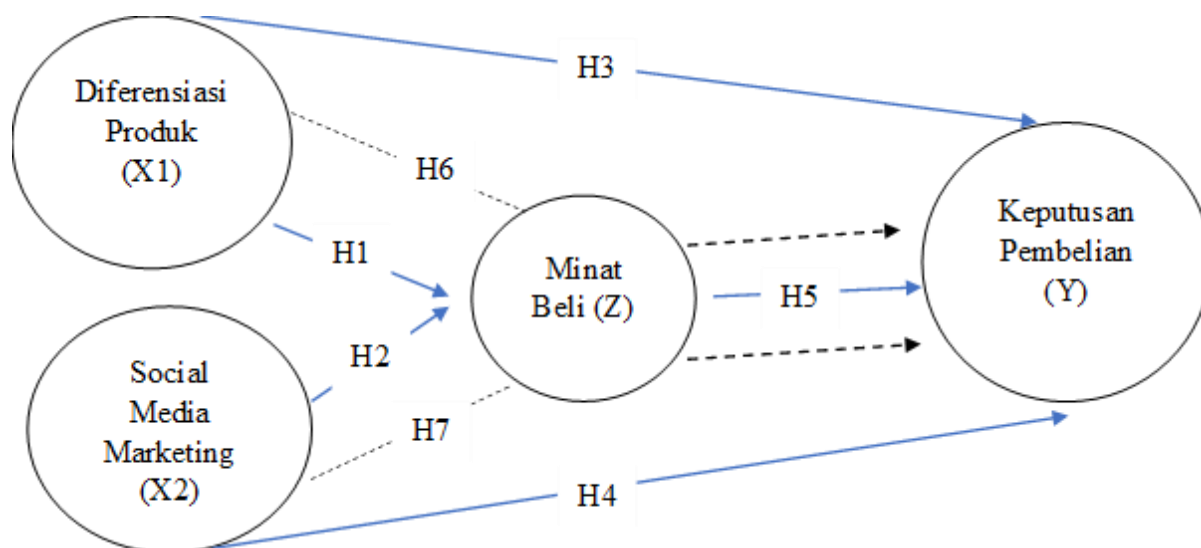 Diferensiasi
Produk
(X1)
H3
H6
H1
Minat
Beli (Z)
H5
Keputusan
Pembelian
(Y)
H2
Social
Media
Marketing
(X2)
H7
H4